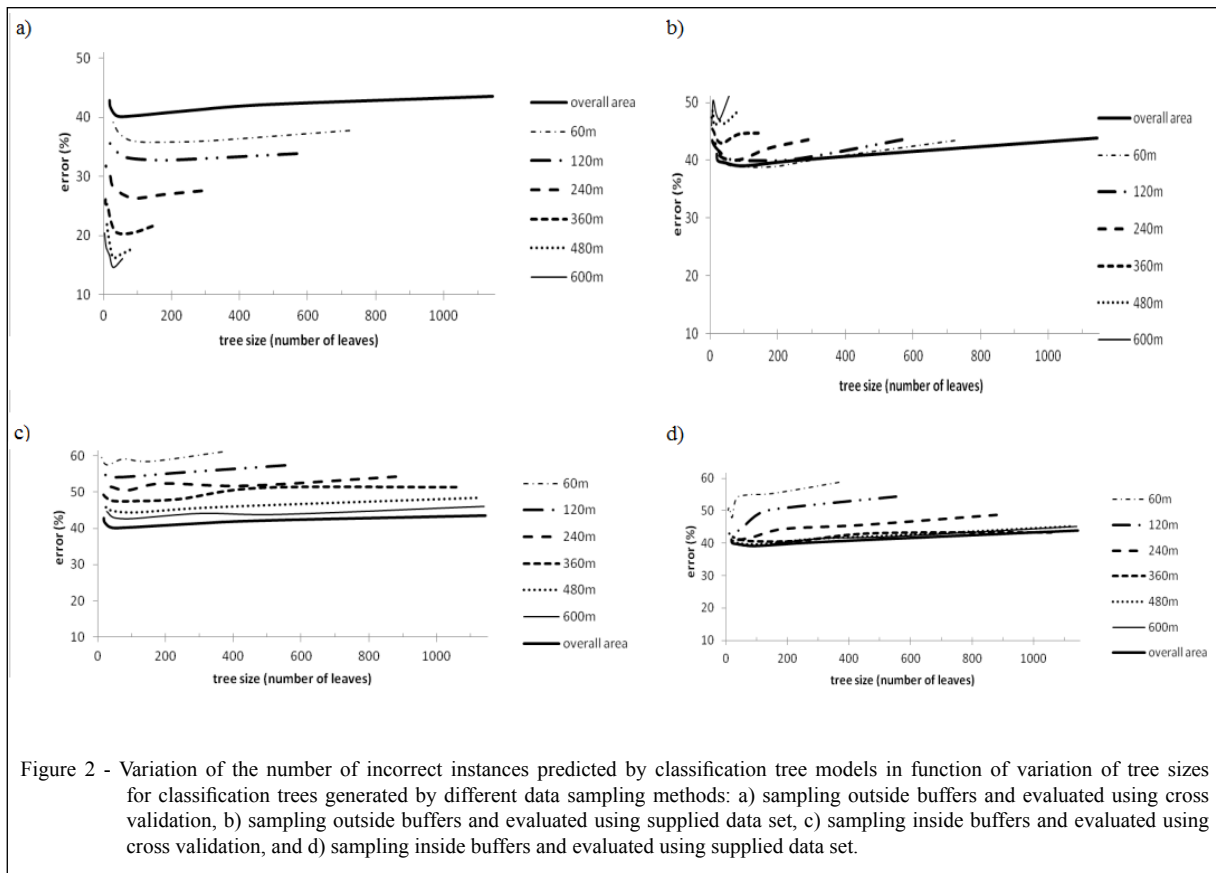 a)
50
40
30
20
10
error (%)
0
200
400
600
800
1000
tree size (number of leaves)
overall area
60m
120m
240m
360m
480m
600m
b)
50
40
30
20
10
error (%)
0
200
400
600
800
1000
tree size (number of leaves)
overall area
60m
120m
240m
360m
480m
600m
c)
60
50
40
30
20
10
error (%)
0
200
400
600
800
1000
tree size (number of leaves)
60m
120m
240m
360m
480m
600m
overall area
d)
60
50
40
30
20
10
error (%)
0
200
400
600
800
1000
tree size (number of leaves)
60m
120m
240m
360m
480m
600m
overall area
Figure 2 - Variation of the number of incorrect instances predicted by classification tree models in function of variation of tree sizes
for classification trees generated by different data sampling methods: a) sampling outside buffers and evaluated using cross
validation, b) sampling outside buffers and evaluated using supplied data set, c) sampling inside buffers and evaluated using
cross validation, and d) sampling inside buffers and evaluated using supplied data set.